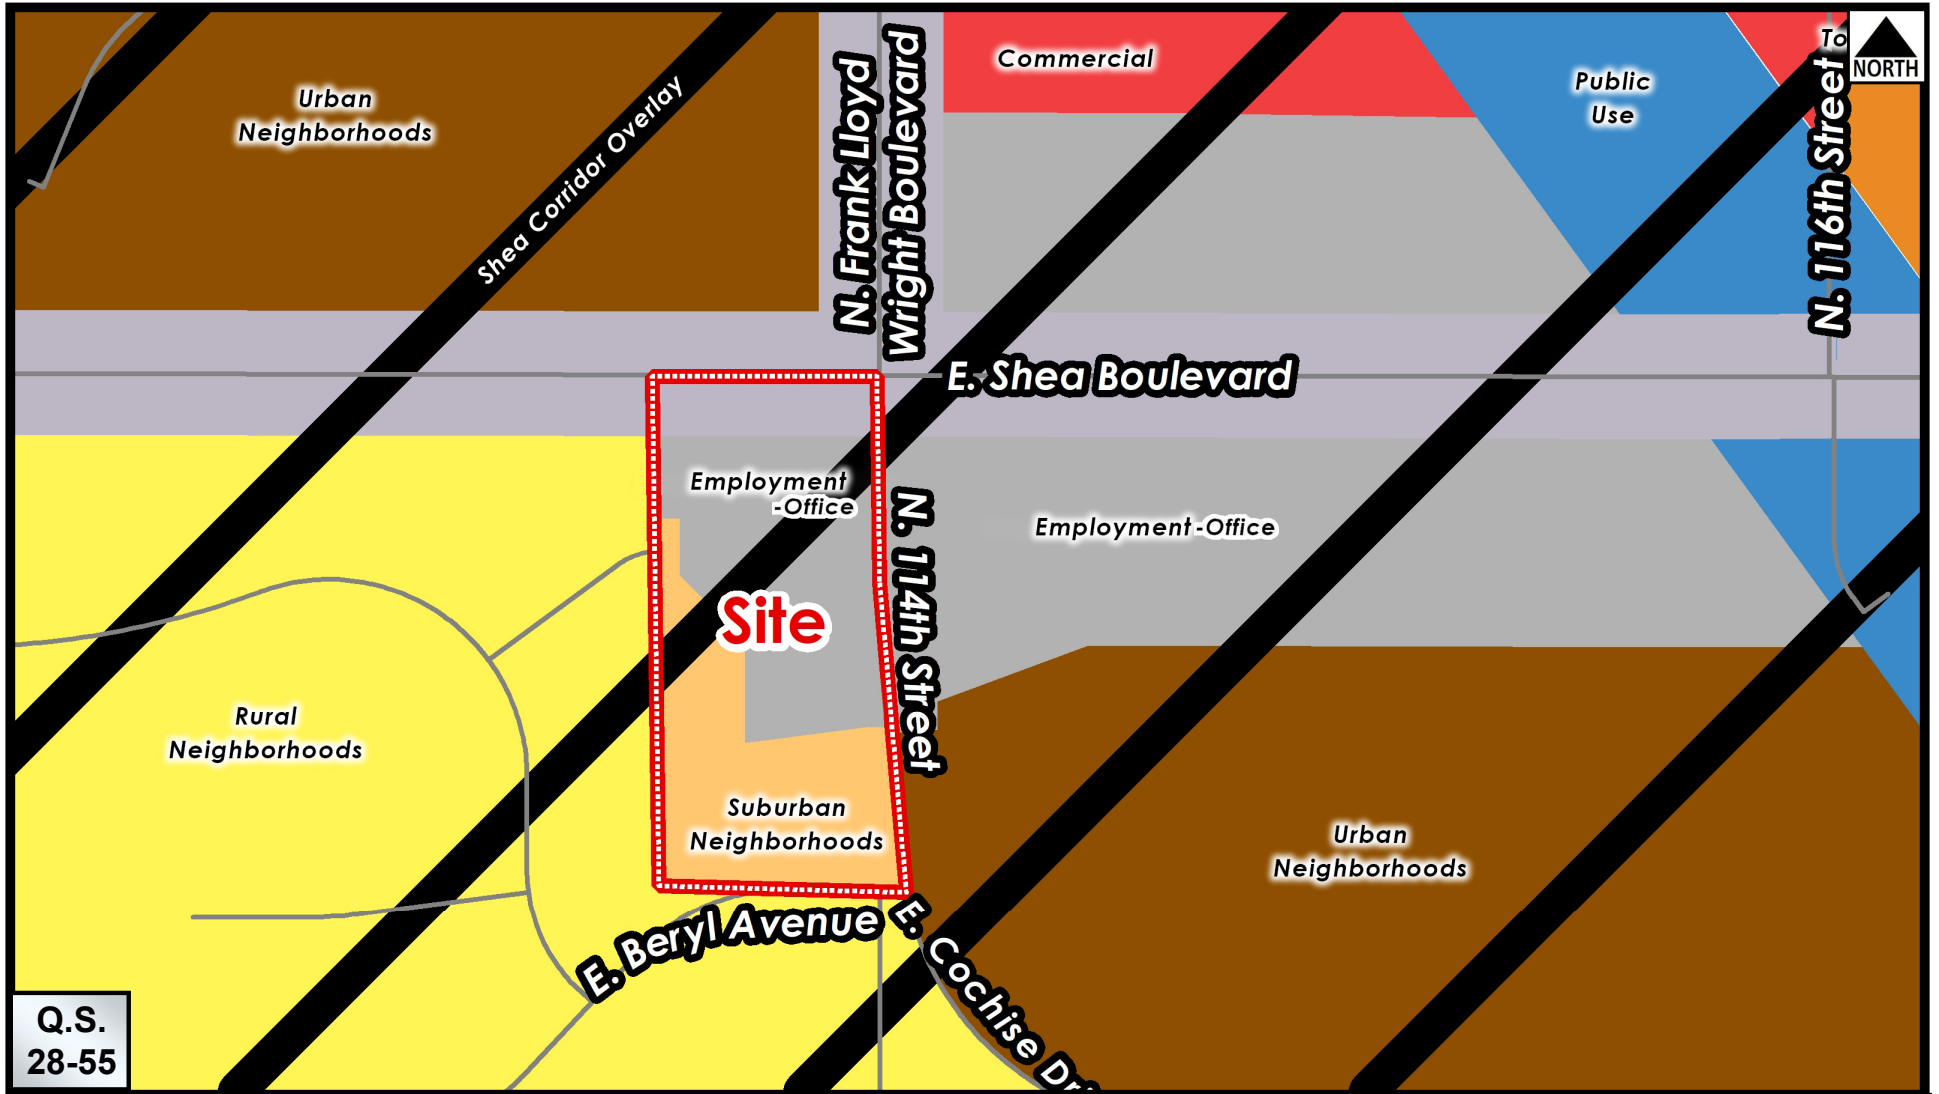 To
NORTH
Commercial
Public
Use
Urban
Neighborhoods
Shea Corridor Overlay
N. Frank Lloyd
Wright Boulevard
N. 116th Street
E. Shea Boulevard
Employment
-Office
N. 114th Street
Employment-Office
Site
Rural
Neighborhoods
Suburban
Neighborhoods
Urban
Neighborhoods
E. Beryl Avenue
E. Cochise Dri
Q.S.
28-55